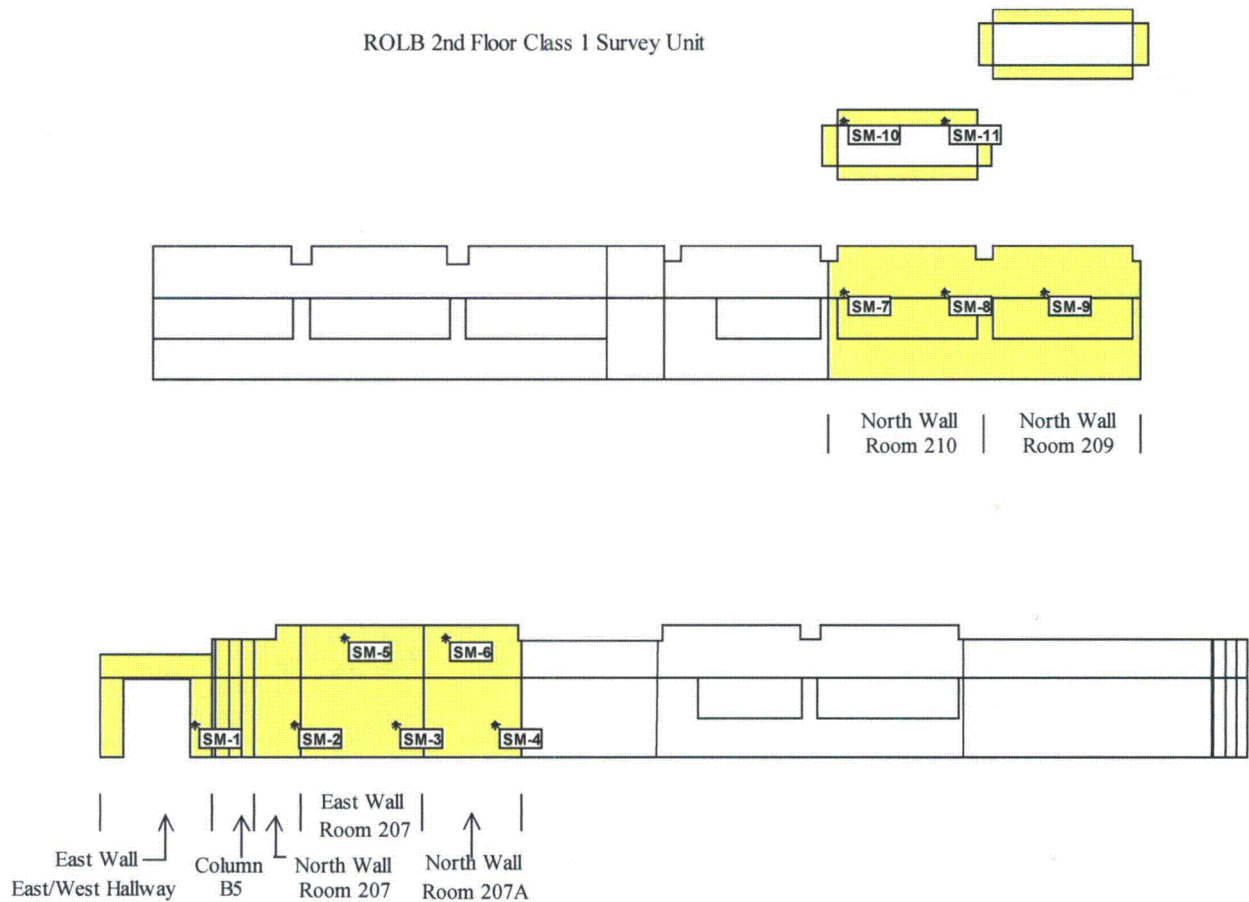 ROLB 2nd Floor Class 1 Survey Unit
SM-10
SM-11
SM-7
SM-8
SM-9
North Wall
Room 210
North Wall
Room 209
SM-5
SM-6
SM-1
SM-2
SM-3
SM-4
East Wall
East/West Hallway
Column
B5
North Wall
Room 207
East Wall
Room 207
North Wall
Room 207A